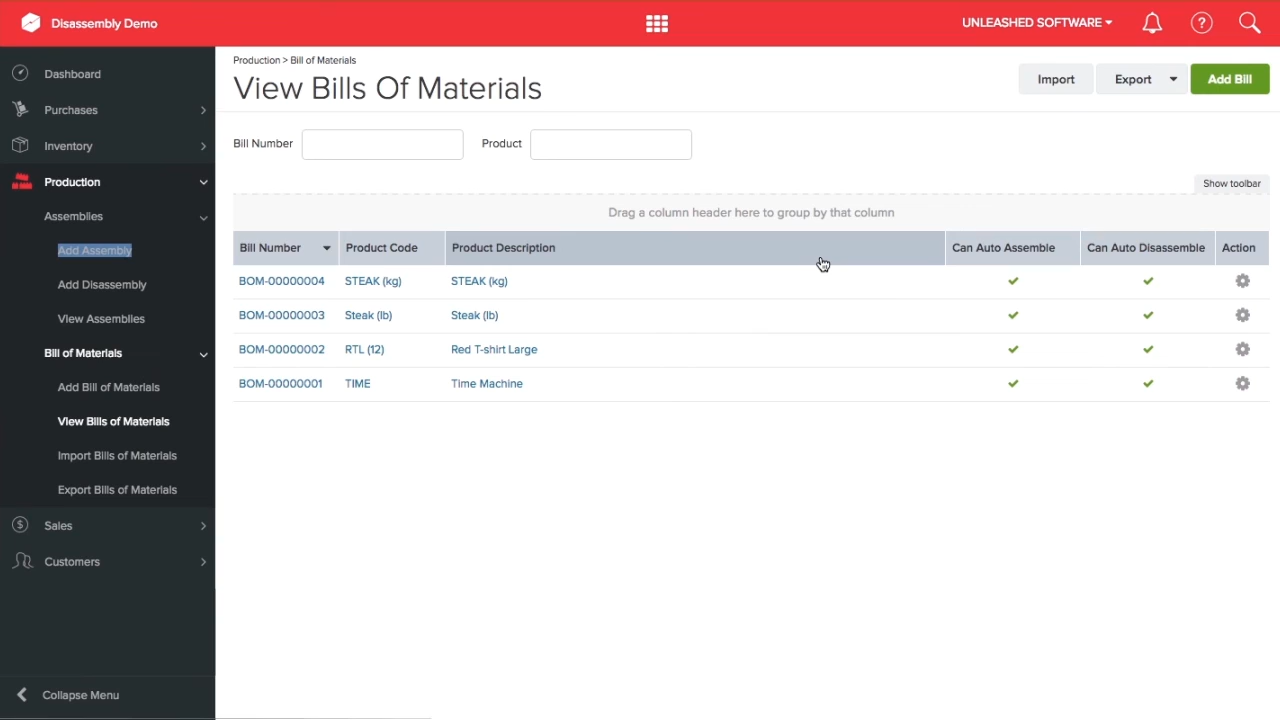 Disassembly Demo
UNLEASHED SOFTWARE
?
Dashboard
Purchases
Inventory
Production
Assemblies
Add Assembly
Add Disassembly
View Assemblies
Bill of Materials
Add Bill of Materials
View Bills of Materials
Import Bills of Materials
Export Bills of Materials
$ Sales
Customers
Collapse Menu
Production > Bill of Materials
View Bills Of Materials
Import Export Add Bill
Bill Number Product
Show toolbar
Drag a column header here to group by that column
Bill Number Product Code Product Description Can Auto Assemble Can Auto Disassemble Action
BOM-00000004 STEAK (kg) STEAK (kg)
BOM-00000003 Steak (lb) Steak (lb)
BOM-00000002 RTL (12) Red T-shirt Large
BOM-00000001 TIME Time Machine